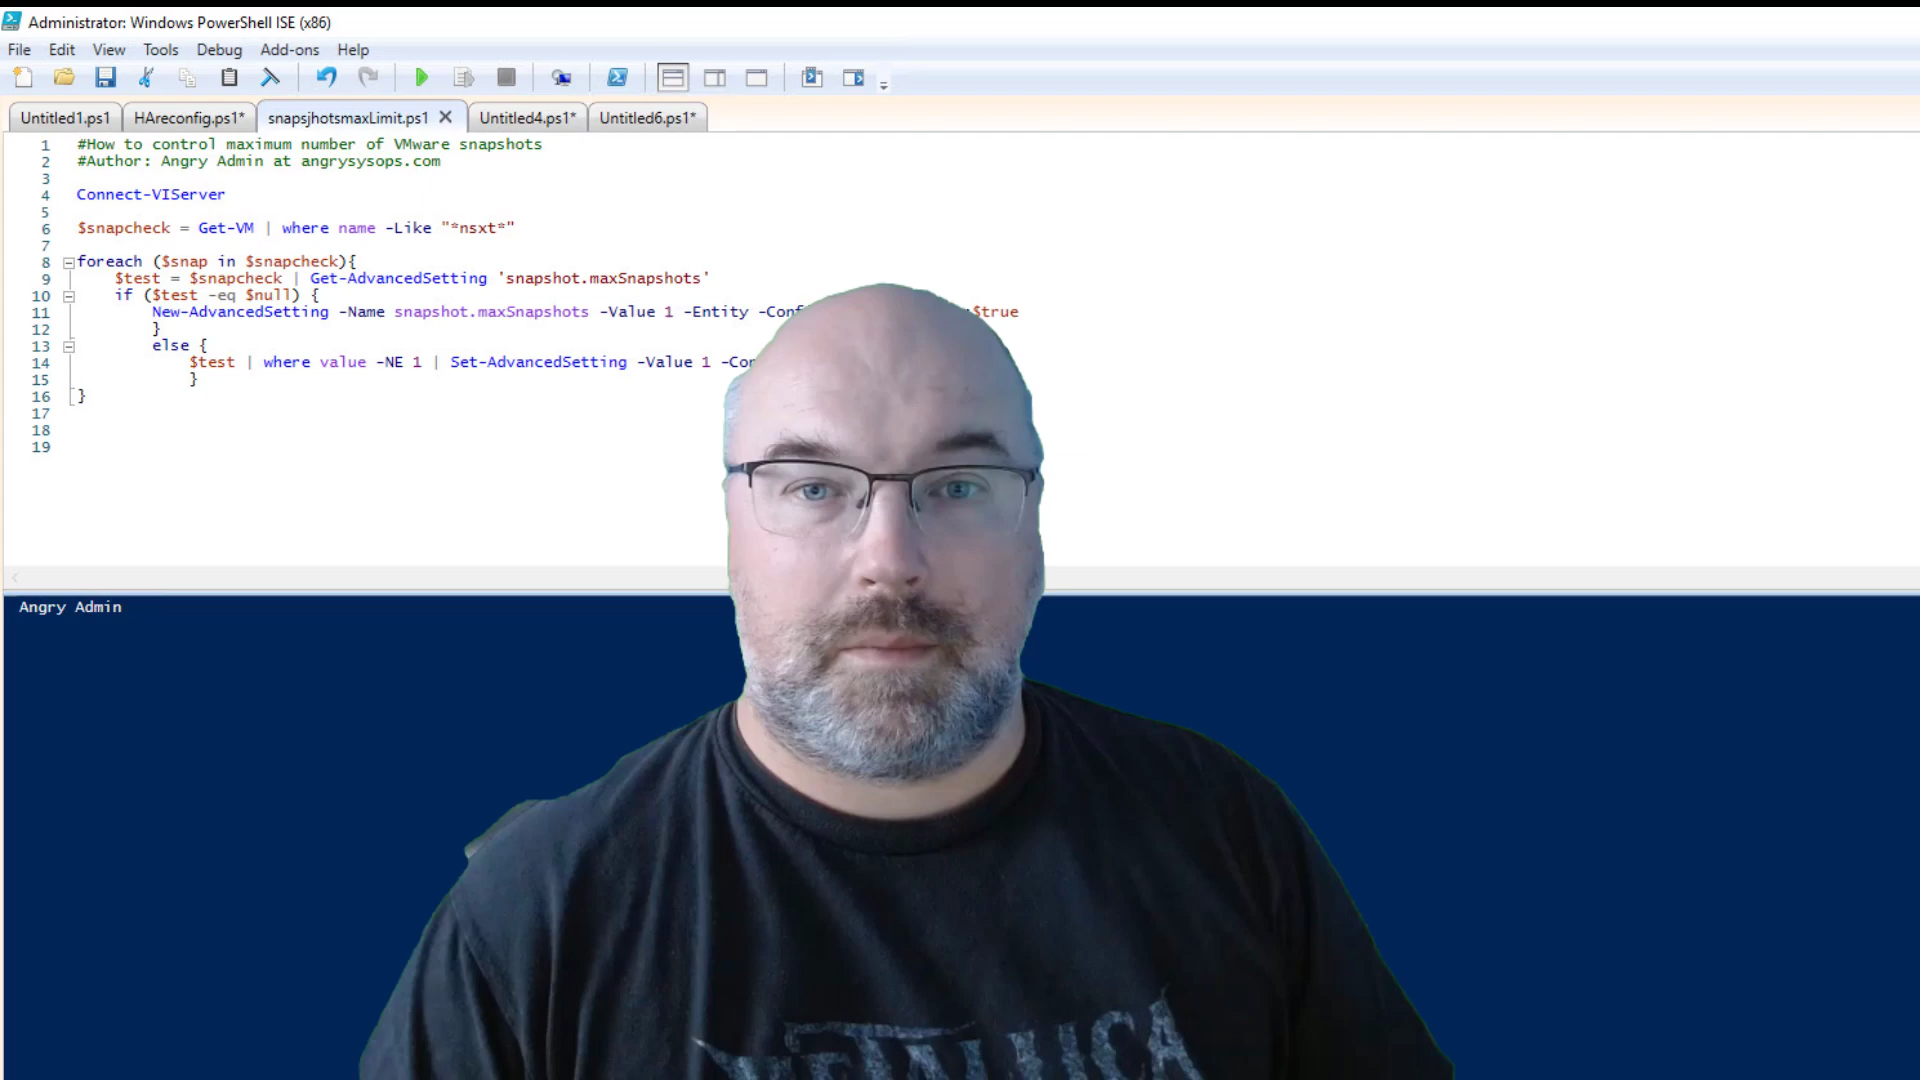 Administrator: Windows PowerShell ISE (x86)
File Edit View Tools Debug Add-ons Help
Untitled1.ps1 HAreconfig.ps1* snapsjhotsmaxLimit.ps1 Untitled4.ps1* Untitled6.ps1*
1 #How to control maximum number of VMware snapshots
2 #Author: Angry Admin at angrysysops.com
3
4 Connect-VIServer
5
6 $snapcheck = Get-VM | where name -Like "*nsxt*"
7
8 foreach ($snap in $snapcheck){
9 $test = $snapcheck | Get-AdvancedSetting 'snapshot.maxSnapshots'
10 if ($test -eq $null) {
11 New-AdvancedSetting -Name snapshot.maxSnapshots -Value 1 -Entity $true
12 }
13 else {
14 $test | where value -NE 1 | Set-AdvancedSetting -Value 1
15 }
16 }
17
18
19
Angry Admin
METALLICA